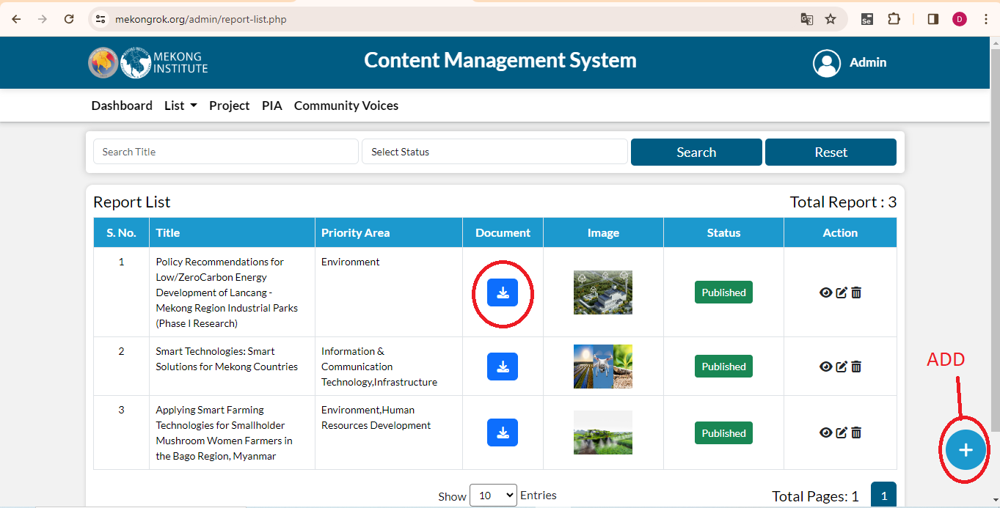 mekongrok.org/admin/report-list.php
Se
D
MEKONG
INSTITUTE
Content Management System
Admin
Dashboard List Project PIA Community Voices
Search Title
Select Status
Search
Reset
Report List
Total Report : 3
S. No. Title Priority Area Document Image Status Action
1
Policy Recommendations for
Low/ZeroCarbon Energy
Development of Lancang -
Mekong Region Industrial Parks
(Phase I Research)
Environment
Published
2
Smart Technologies: Smart
Solutions for Mekong Countries
Information &
Communication
Technology,Infrastructure
Published
ADD
3
Applying Smart Farming
Technologies for Smallholder
Mushroom Women Farmers in
the Bago Region, Myanmar
Environment,Human
Resources Development
Published
+
Show 10 Entries
Total Pages: 1 1